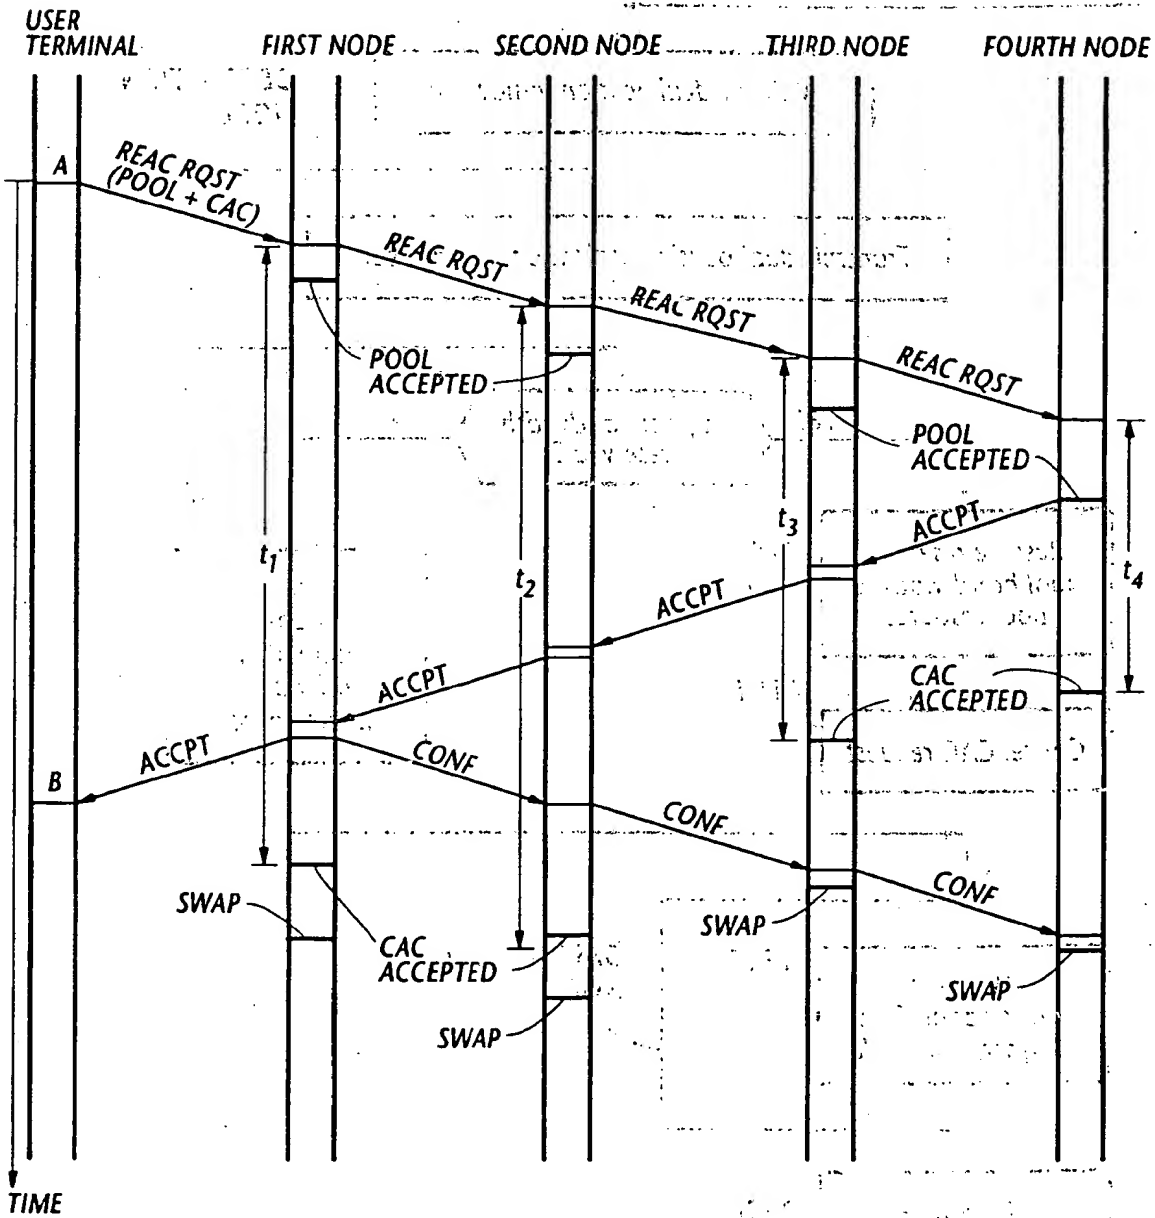 USER
TERMINAL
FIRST NODE
SECOND NODE
THIRD NODE
FOURTH NODE
A
REAC RQST
(POOL + CAC)
REAC RQST
REAC RQST
REAC RQST
POOL
ACCEPTED
POOL
ACCEPTED
ACCPT
t3
t1
t2
t4
ACCPT
CAC
ACCEPTED
ACCPT
ACCPT
CONF
B
CONF
CONF
SWAP
SWAP
CAC
ACCEPTED
SWAP
SWAP
TIME